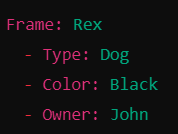 Frame: Rex
- Type: Dog
- Color: Black
- Owner: John